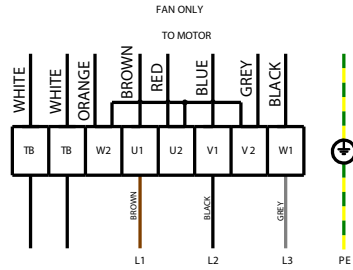 FAN ONLY
TO MOTOR
WHITE
WHITE
ORANGE
BROWN
RED
BLUE
GREY
BLACK
TB
TB
W2
U1
U2
V1
V2
W1
BROWN
BLACK
GREY
L1
L2
L3
PE